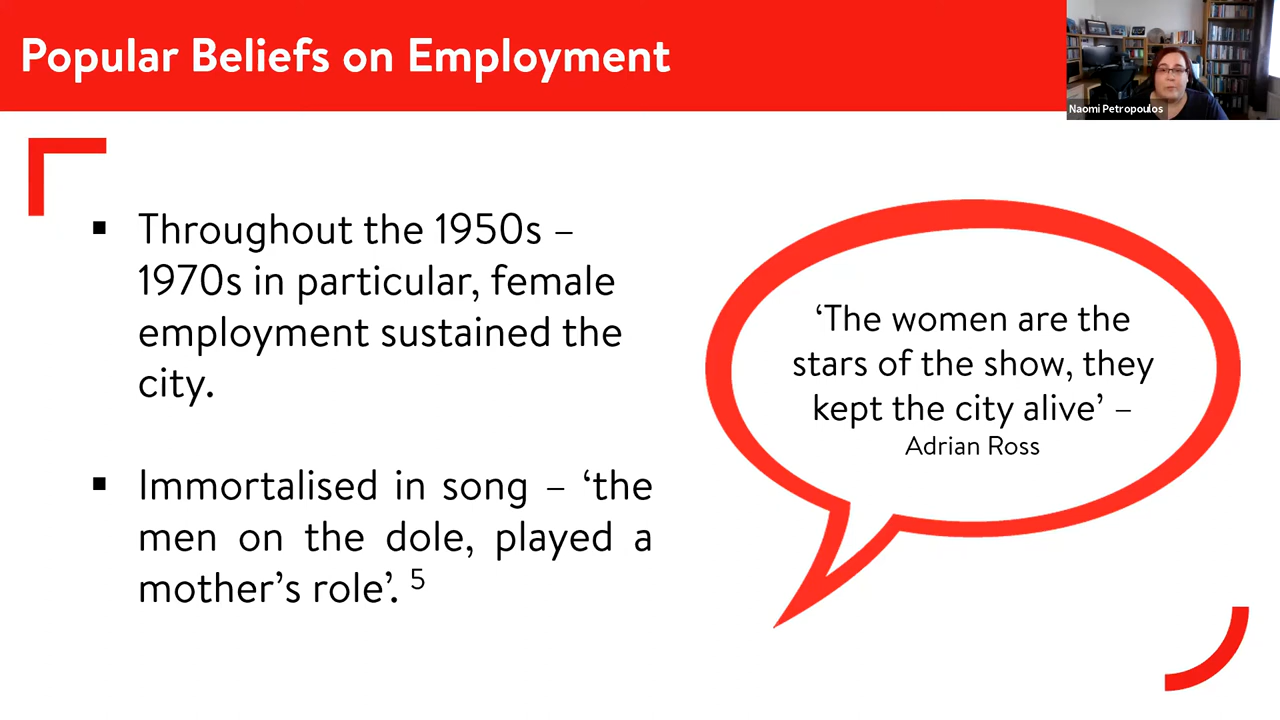 Popular Beliefs on Employment
Naomi Petropoulos
▪ Throughout the 1950s –
1970s in particular, female
employment sustained the
city.
▪ Immortalised in song – ‘the
men on the dole, played a
mother’s role’. 5
‘The women are the
stars of the show, they
kept the city alive’ –
Adrian Ross